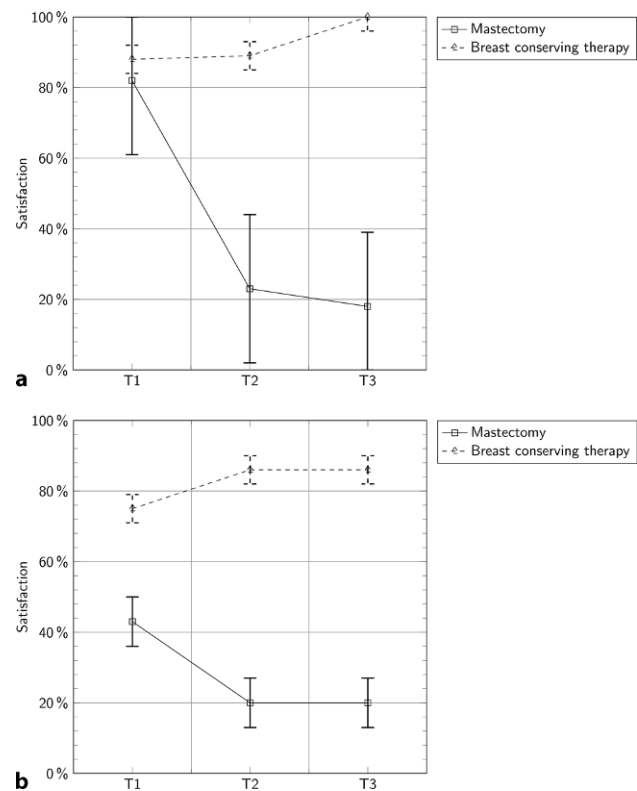 100 %
80 %
60 %
40 %
20 %
0 %
Satisfaction
T1 T2 T3
Mastectomy
Breast conserving therapy
a
100 %
80 %
60 %
40 %
20 %
0 %
Satisfaction
T1 T2 T3
Mastectomy
Breast conserving therapy
b